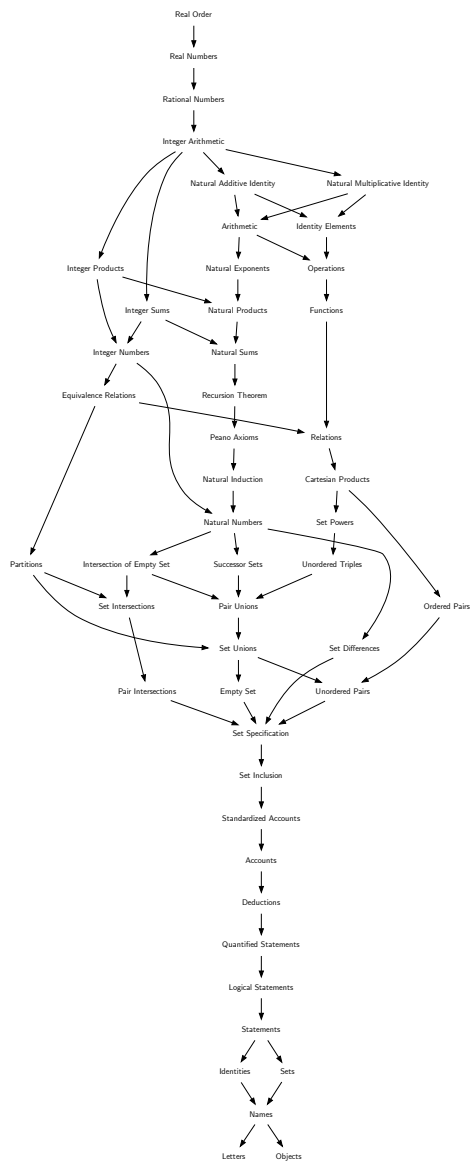 Real Order
Real Numbers
Rational Numbers
Integer Arithmetic
Natural Additive Identity
Natural Multiplicative Identity
Arithmetic
Identity Elements
Integer Products
Natural Exponents
Operations
Integer Sums
Natural Products
Functions
Integer Numbers
Natural Sums
Equivalence Relations
Recursion Theorem
Peano Axioms
Relations
Natural Induction
Cartesian Products
Natural Numbers
Set Powers
Partitions
Intersection of Empty Set
Successor Sets
Unordered Triples
Set Intersections
Pair Unions
Ordered Pairs
Set Unions
Set Differences
Pair Intersections
Empty Set
Unordered Pairs
Set Specification
Set Inclusion
Standardized Accounts
Accounts
Deductions
Quantified Statements
Logical Statements
Statements
Identities
Sets
Names
Letters
Objects